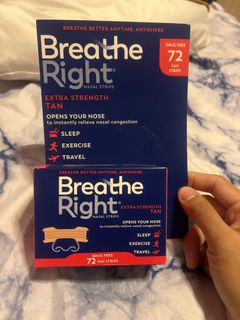 BREATHE BETTER ANYTIME, ANYWHERE
Breathe
Right®
NASAL STRIPS
DRUG FREE
72
TAN
STRIPS
EXTRA STRENGTH
TAN
OPENS YOUR NOSE
to instantly relieve nasal congestion
SLEEP
EXERCISE
TRAVEL
BREATHE BETTER ANYTIME, ANYWHERE
Breathe
Right®
NASAL STRIPS
EXTRA STRENGTH
TAN
OPENS YOUR NOSE
to instantly relieve nasal congestion
SLEEP
EXERCISE
TRAVEL
DRUG FREE
72 TAN STRIPS